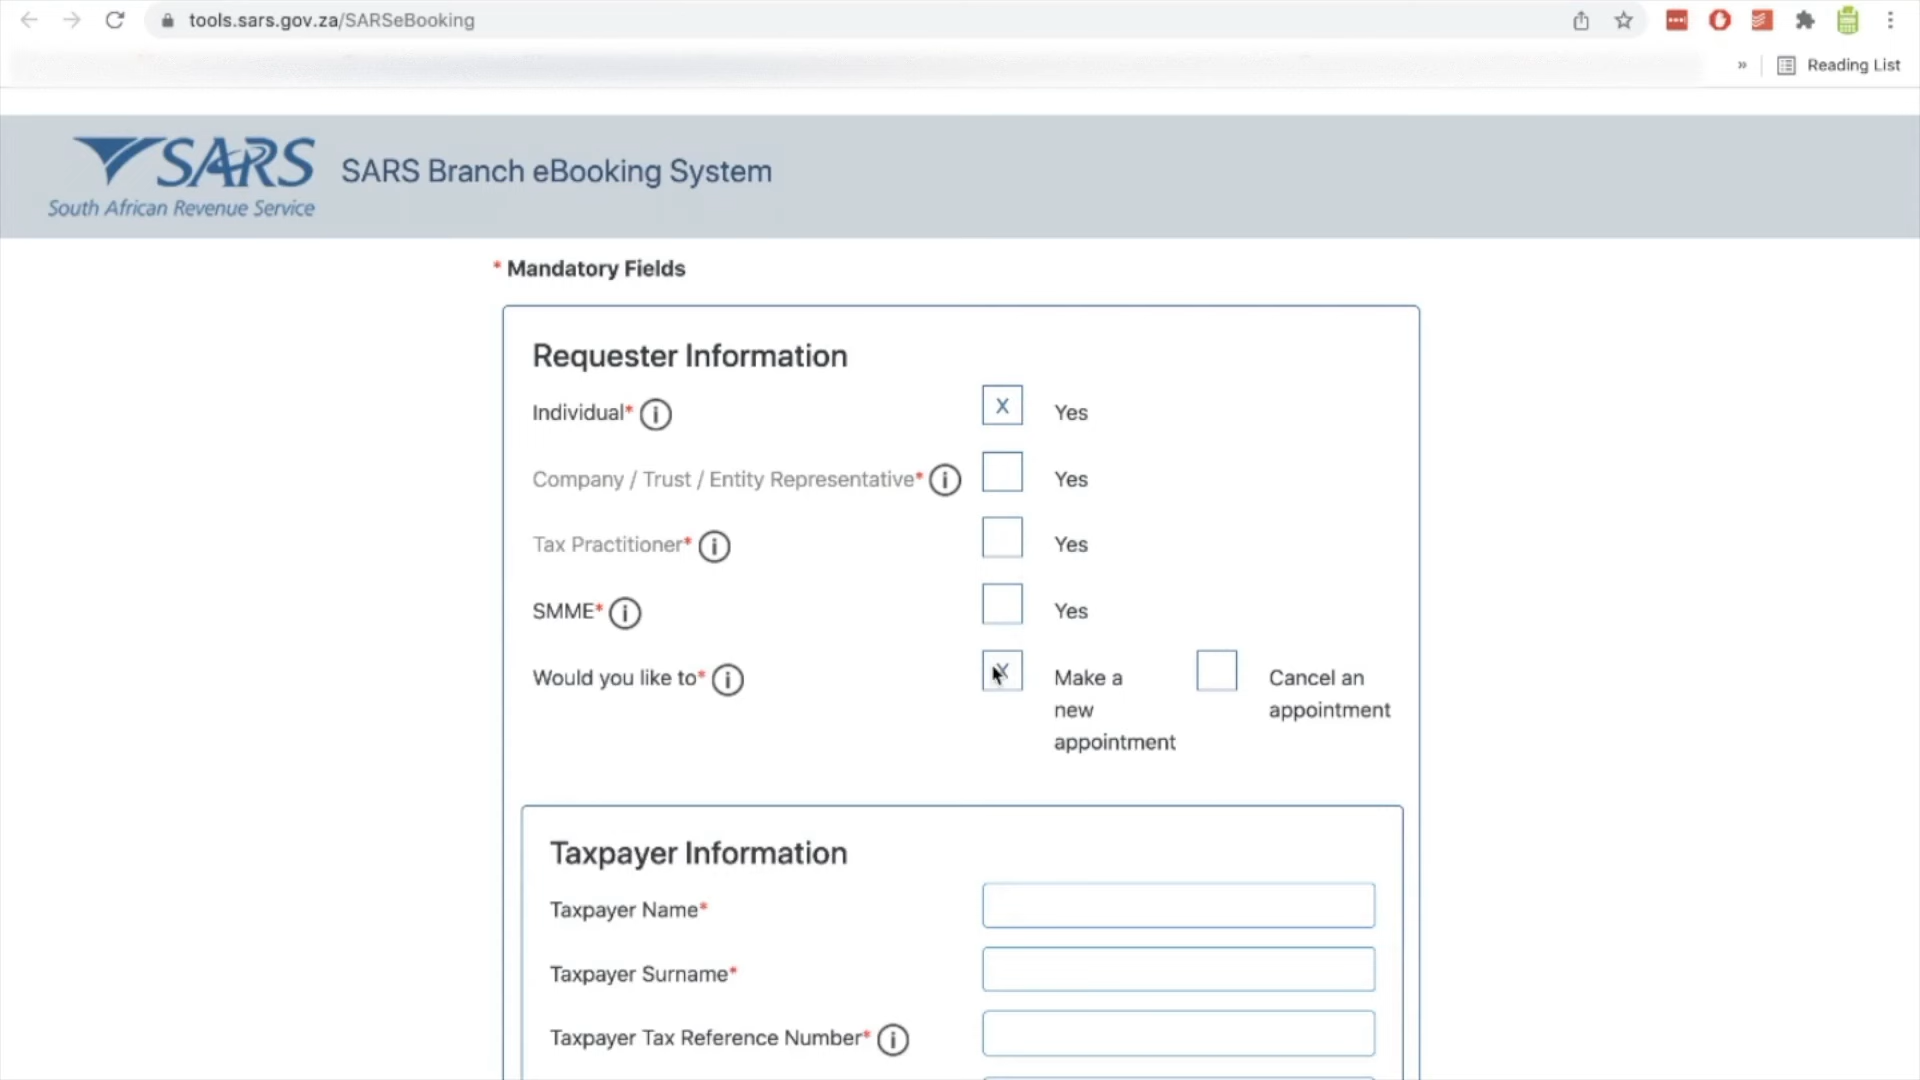 tools.sars.gov.za/SARSeBooking
» Reading List
SARS
South African Revenue Service
SARS Branch eBooking System
* Mandatory Fields
Requester Information
Individual* i X Yes
Company / Trust / Entity Representative* i Yes
Tax Practitioner* i Yes
SMME* i Yes
Would you like to* i X Make a new appointment Cancel an appointment
Taxpayer Information
Taxpayer Name*
Taxpayer Surname*
Taxpayer Tax Reference Number* i